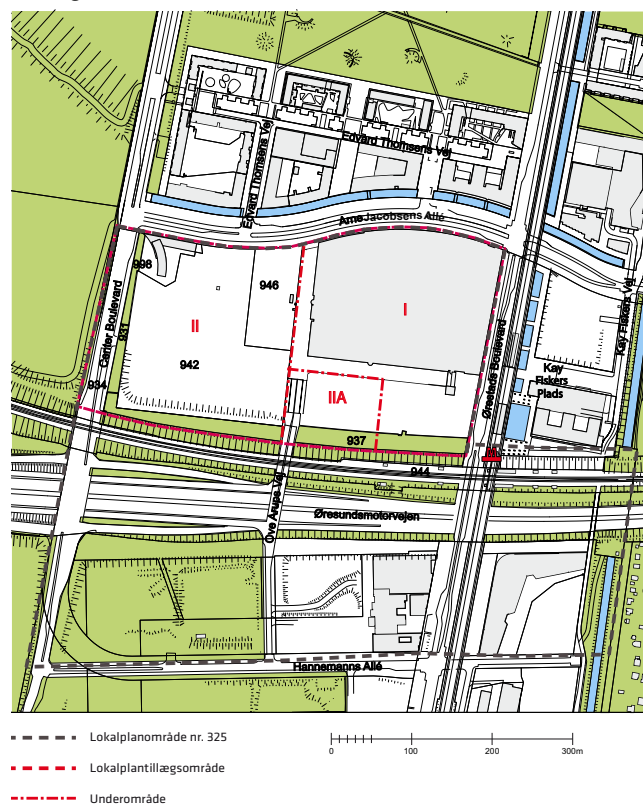 Edvard Thomsens Vej
Edvard Thomsens Vej
Arne Jacobsens Allé
Center Boulevard
998
946
I
II
931
942
Ørestads Boulevard
Kay Fiskers Vej
Kay
Fiskers
Plads
934
IIA
937
944
Ove Arups Vej
Øresundsmotorvejen
Hannemanns Allé
Lokalplanområde nr. 325
Lokalplantillægsområde
Underområde
0 100 200 300m